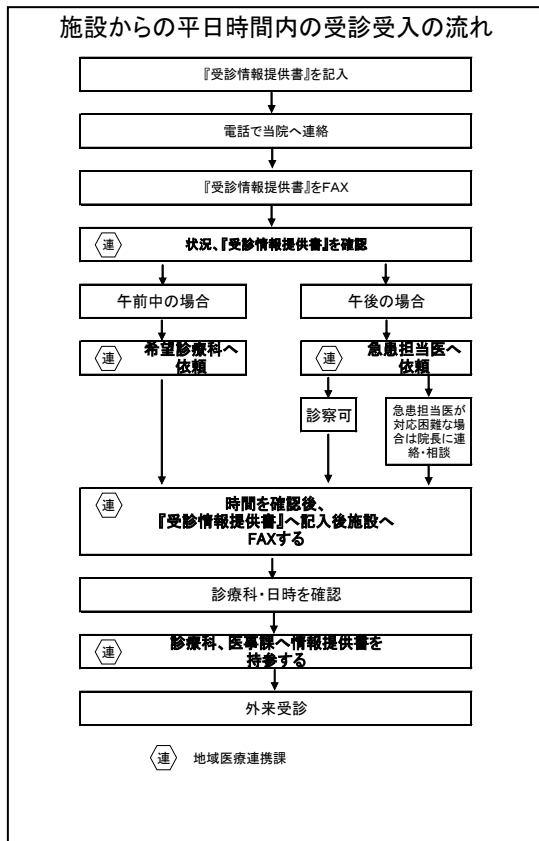 施設からの平日時間内の受診受入の流れ
『受診情報提供書』を記入
電話で当院へ連絡
『受診情報提供書』をFAX
連
状況、『受診情報提供書』を確認
午前中の場合
午後の場合
連
希望診療科へ
依頼
連
急患担当医へ
依頼
診察可
急患担当医が
対応困難な場
合は院長に連
絡・相談
連
時間を確認後、
『受診情報提供書』へ記入後施設へ
FAXする
診療科・日時を確認
連
診療科、医事課へ情報提供書を
持参する
外来受診
連
地域医療連携課